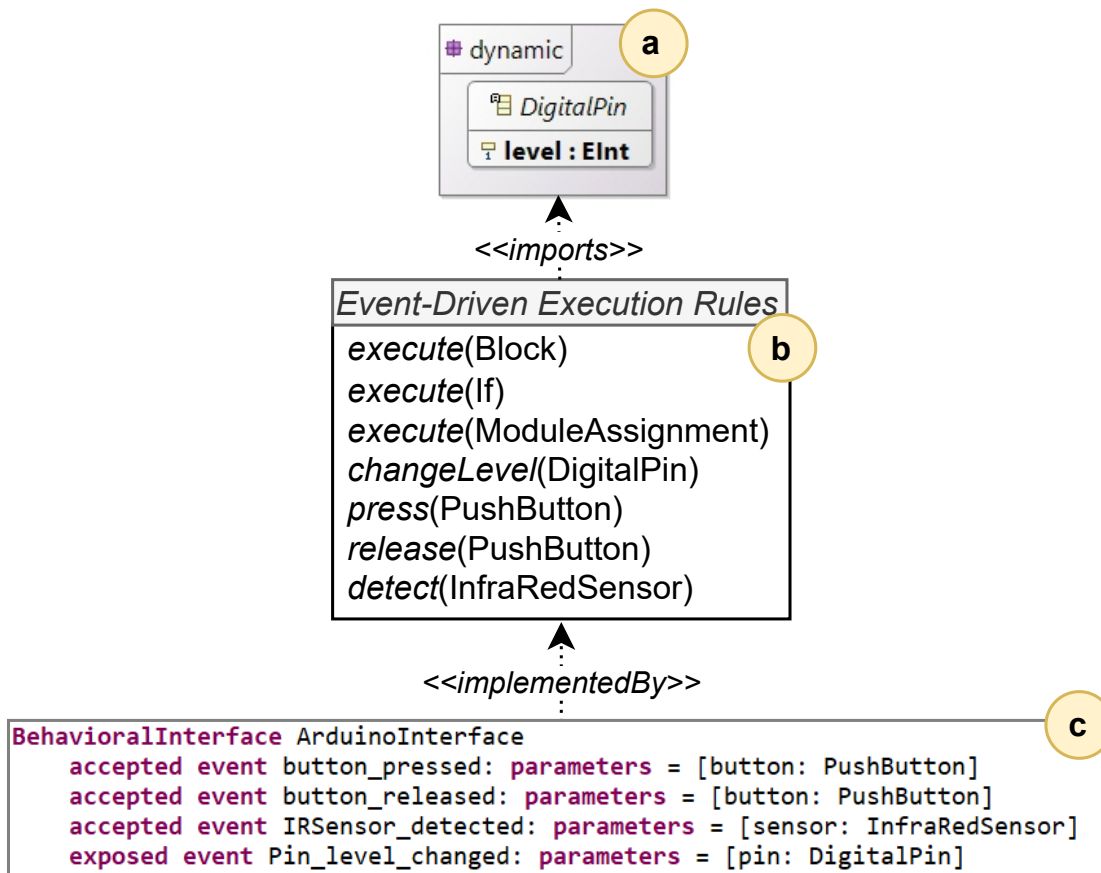 dynamic
a
DigitalPin
level : EInt
<<imports>>
Event-Driven Execution Rules
b
execute(Block)
execute(If)
execute(ModuleAssignment)
changeLevel(DigitalPin)
press(PushButton)
release(PushButton)
detect(InfraRedSensor)
<<implementedBy>>
c
BehavioralInterface ArduinoInterface
accepted event button_pressed: parameters = [button: PushButton]
accepted event button_released: parameters = [button: PushButton]
accepted event IRSensor_detected: parameters = [sensor: InfraRedSensor]
exposed event Pin_level_changed: parameters = [pin: DigitalPin]